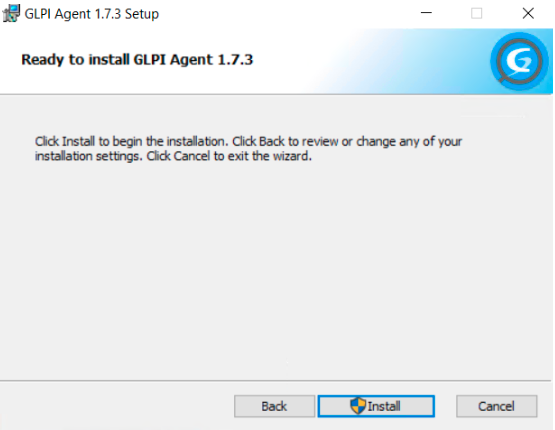 GLPI Agent 1.7.3 Setup
Ready to install GLPI Agent 1.7.3
Click Install to begin the installation. Click Back to review or change any of your
installation settings. Click Cancel to exit the wizard.
Back
Install
Cancel